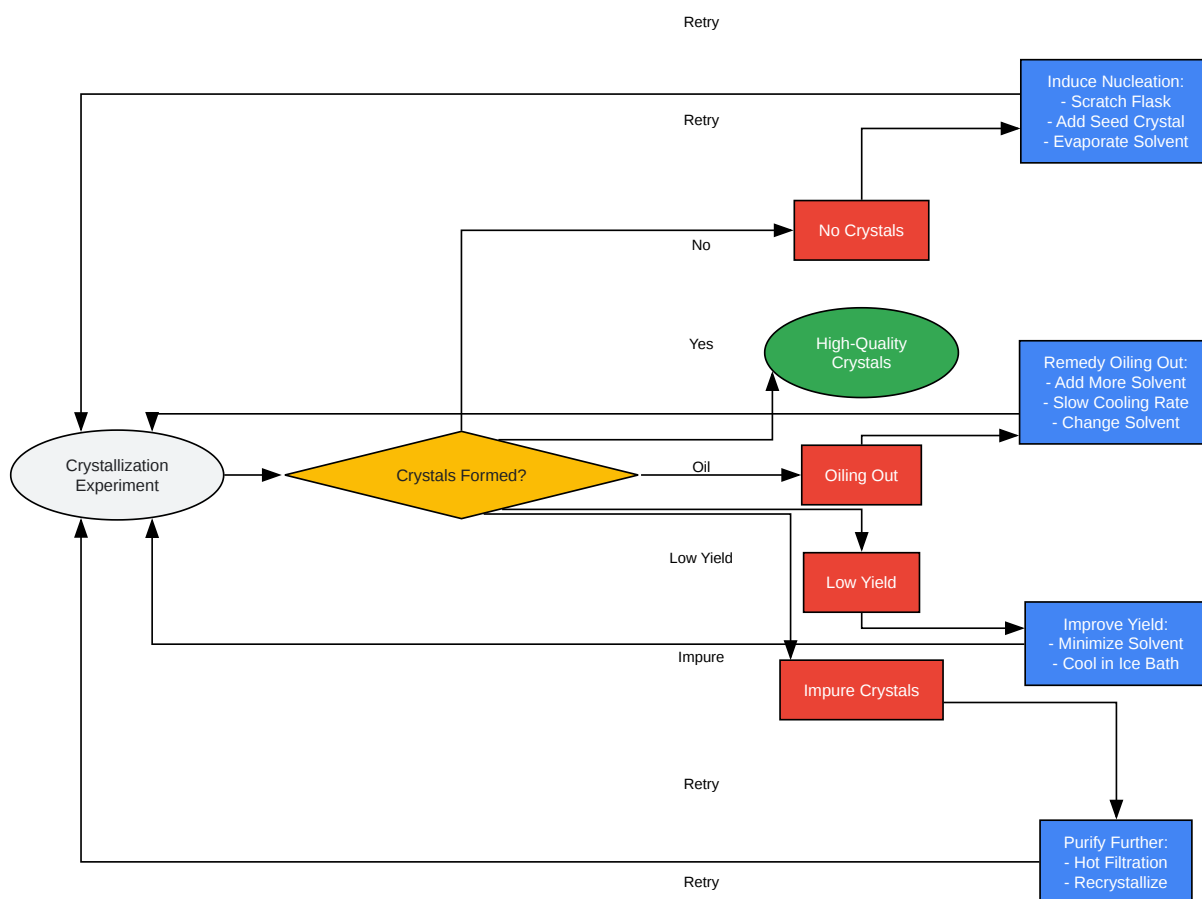 Retry
Induce Nucleation:
- Scratch Flask
- Add Seed Crystal
- Evaporate Solvent
Retry
No Crystals
No
Yes
High-Quality
Crystals
Remedy Oiling Out:
- Add More Solvent
- Slow Cooling Rate
- Change Solvent
Crystallization
Experiment
Crystals Formed?
Oil
Oiling Out
Low Yield
Low Yield
Improve Yield:
- Minimize Solvent
- Cool in Ice Bath
Impure
Impure Crystals
Retry
Purify Further:
- Hot Filtration
- Recrystallize
Retry